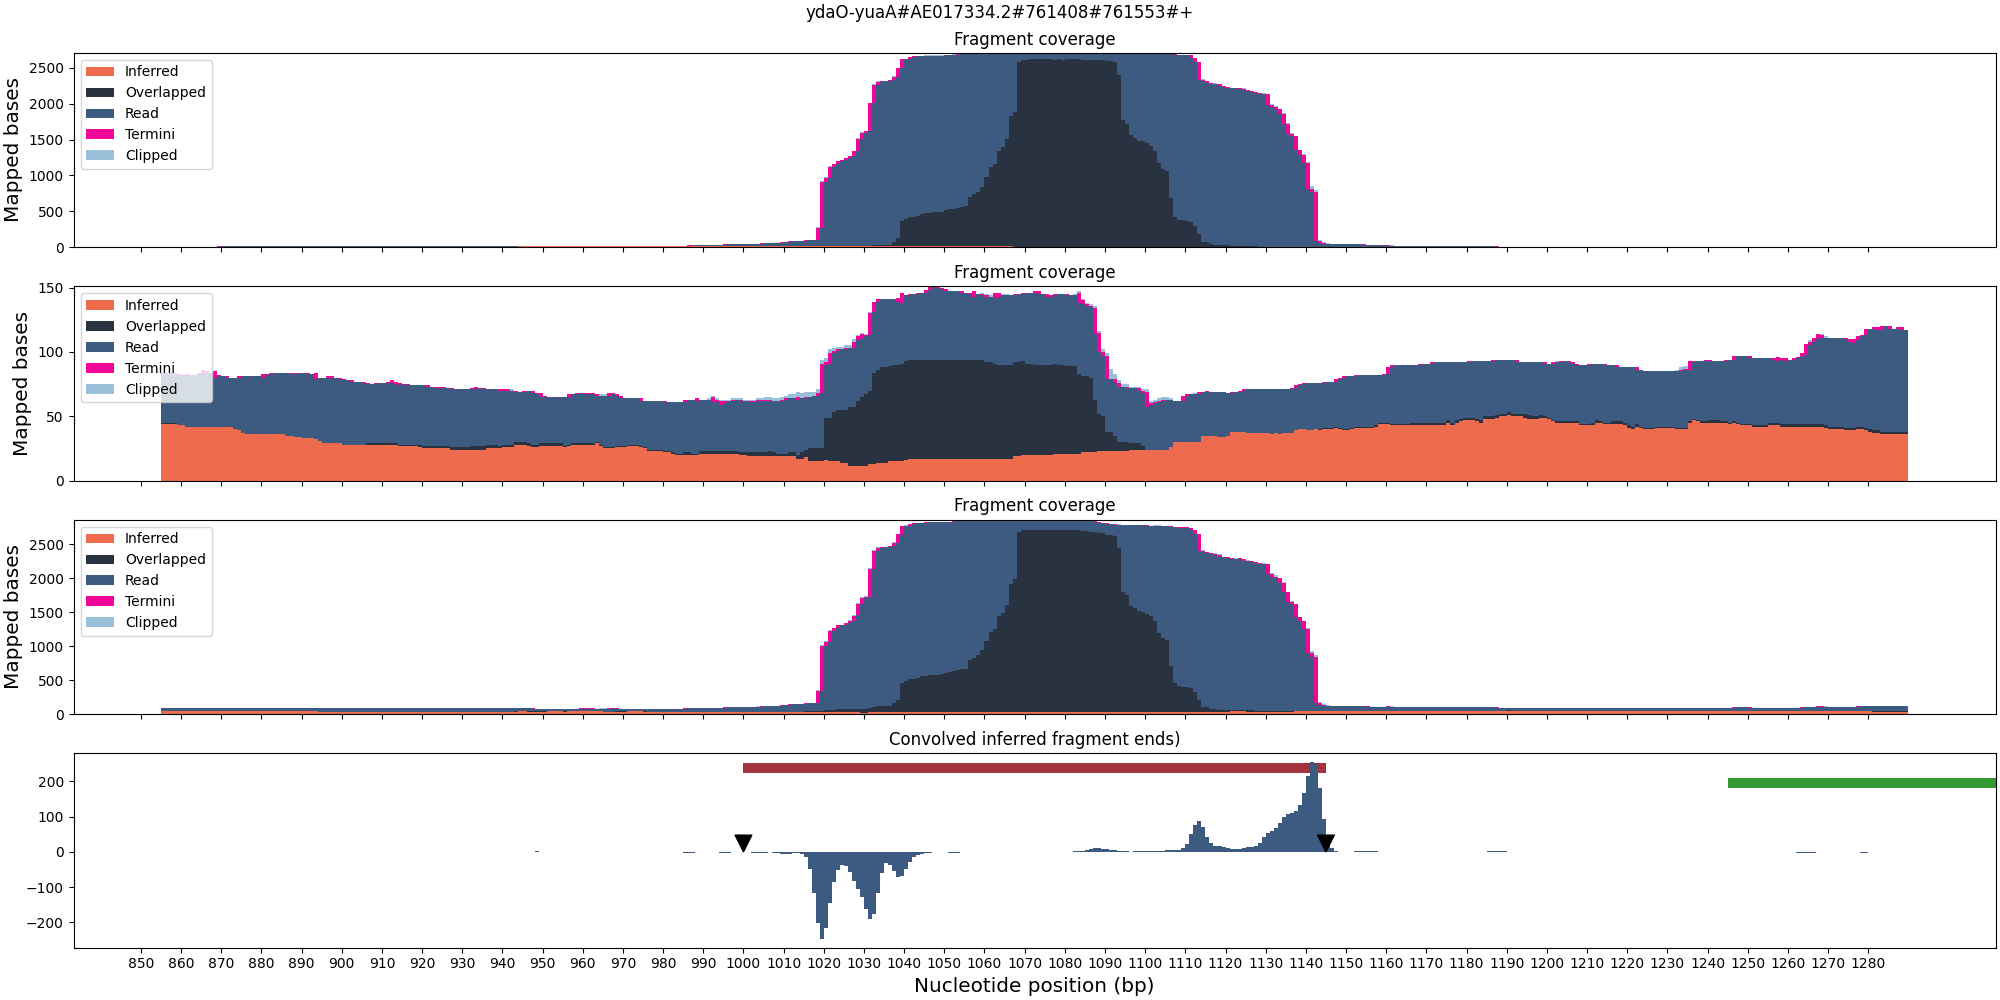 ydaO-yuaA#AE017334.2#761408#761553#+
Fragment coverage
Mapped bases
2500
2000
1500
1000
500
0
Inferred
Overlapped
Read
Termini
Clipped
Fragment coverage
Mapped bases
150
100
50
0
Inferred
Overlapped
Read
Termini
Clipped
Fragment coverage
Mapped bases
2500
2000
1500
1000
500
0
Inferred
Overlapped
Read
Termini
Clipped
Convolved inferred fragment ends)
200
100
0
−100
−200
850 860 870 880 890 900 910 920 930 940 950 960 970 980 990 1000 1010 1020 1030 1040 1050 1060 1070 1080 1090 1100 1110 1120 1130 1140 1150 1160 1170 1180 1190 1200 1210 1220 1230 1240 1250 1260 1270 1280
Nucleotide position (bp)